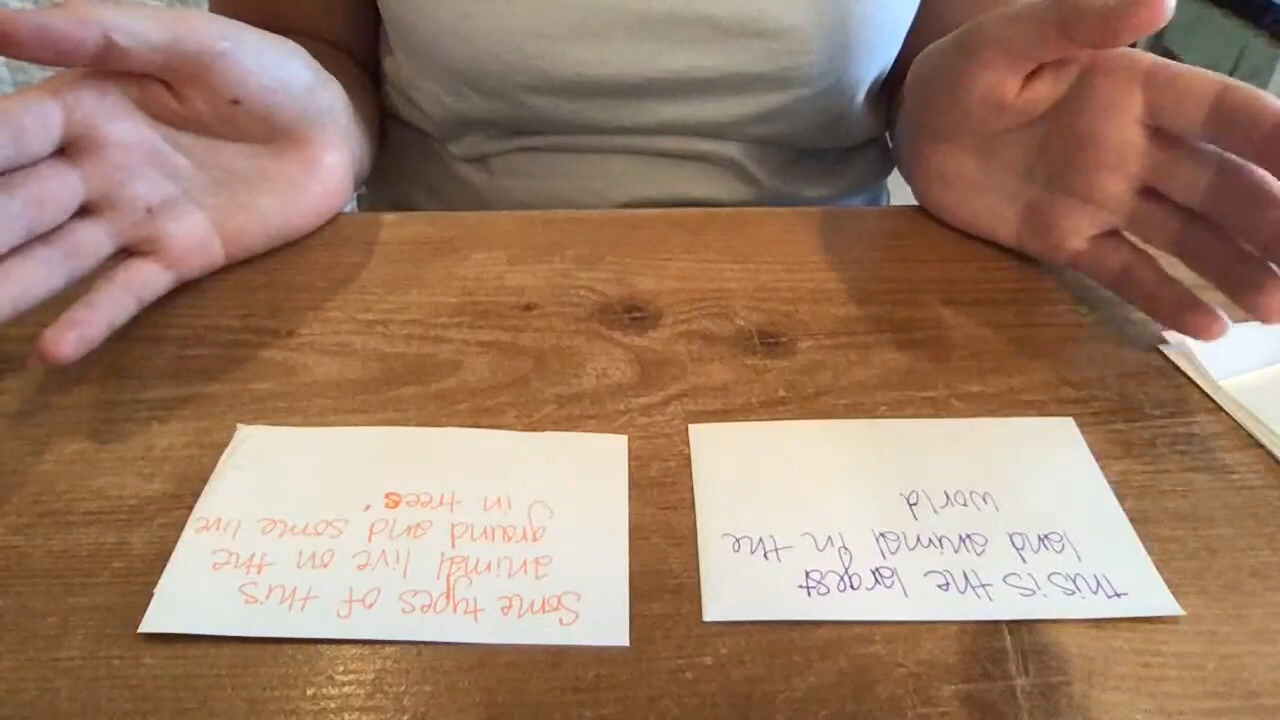 Some types of this
animal live on the
ground and some live
in trees.
This is the largest
land animal in the
world